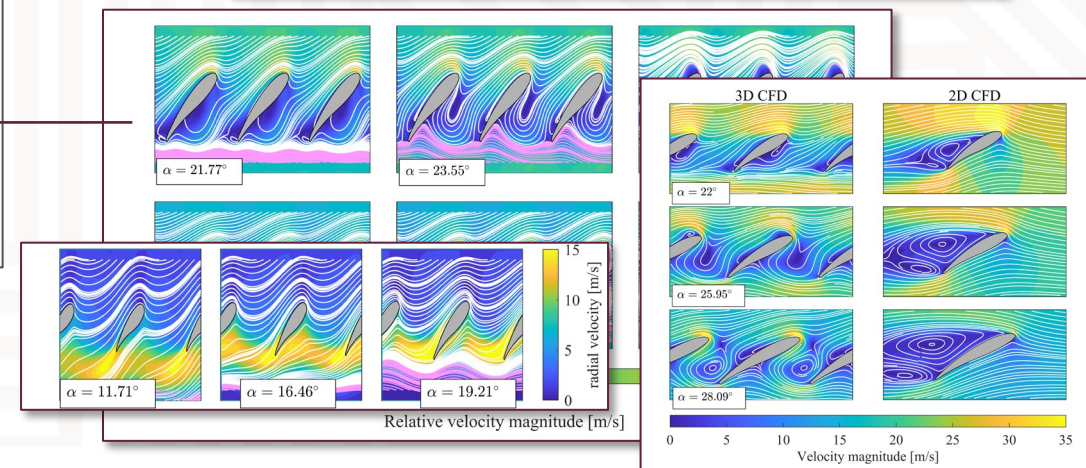 α = 21.77°
α = 23.55°
3D CFD
2D CFD
α = 22°
α = 25.95°
α = 28.09°
15
10
5
0
radial velocity [m/s]
α = 11.71°
α = 16.46°
α = 19.21°
Relative velocity magnitude [m/s]
0 5 10 15 20 25 30 35
Velocity magnitude [m/s]